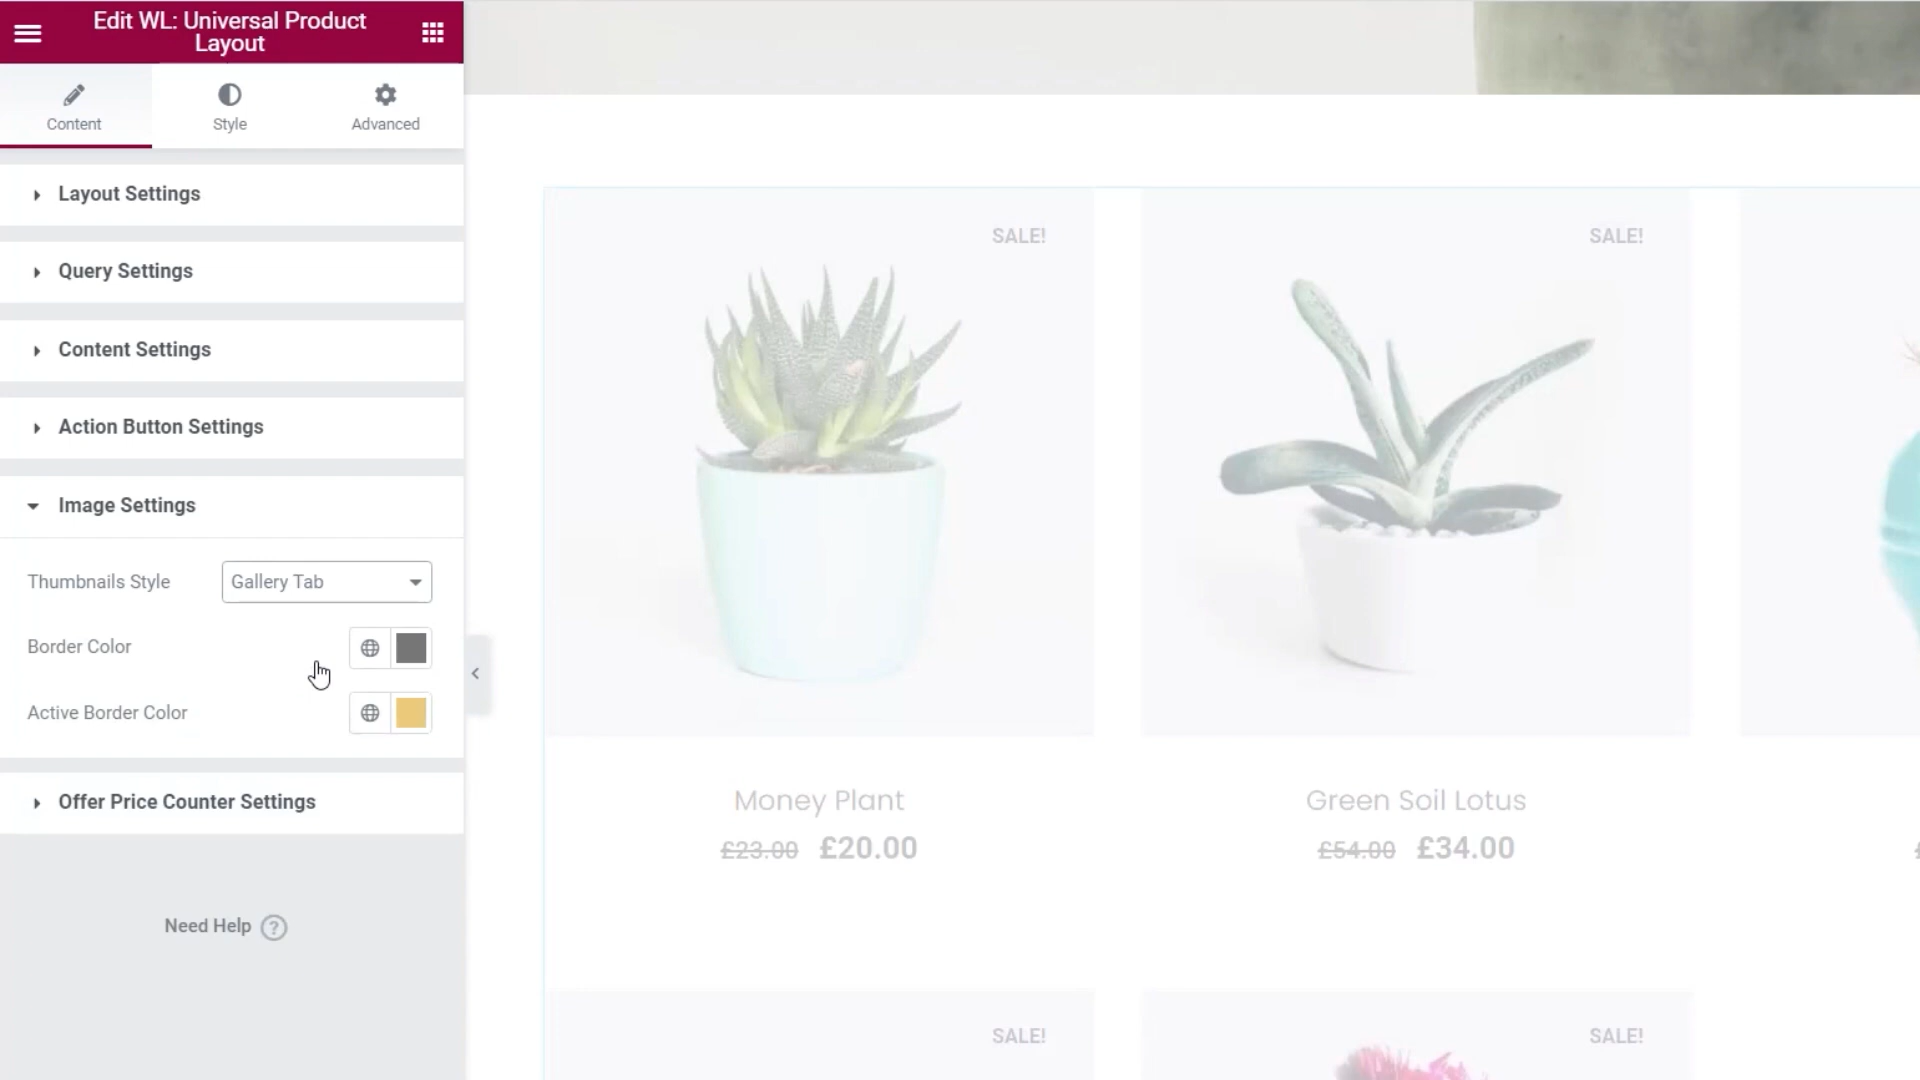 Edit WL: Universal Product
Layout
Content
Style
Advanced
Layout Settings
Query Settings
Content Settings
Action Button Settings
Image Settings
Thumbnails Style
Gallery Tab
Border Color
Active Border Color
Offer Price Counter Settings
Need Help ?
SALE!
SALE!
Money Plant
£23.00 £20.00
Green Soil Lotus
£54.00 £34.00
£
SALE!
SALE!